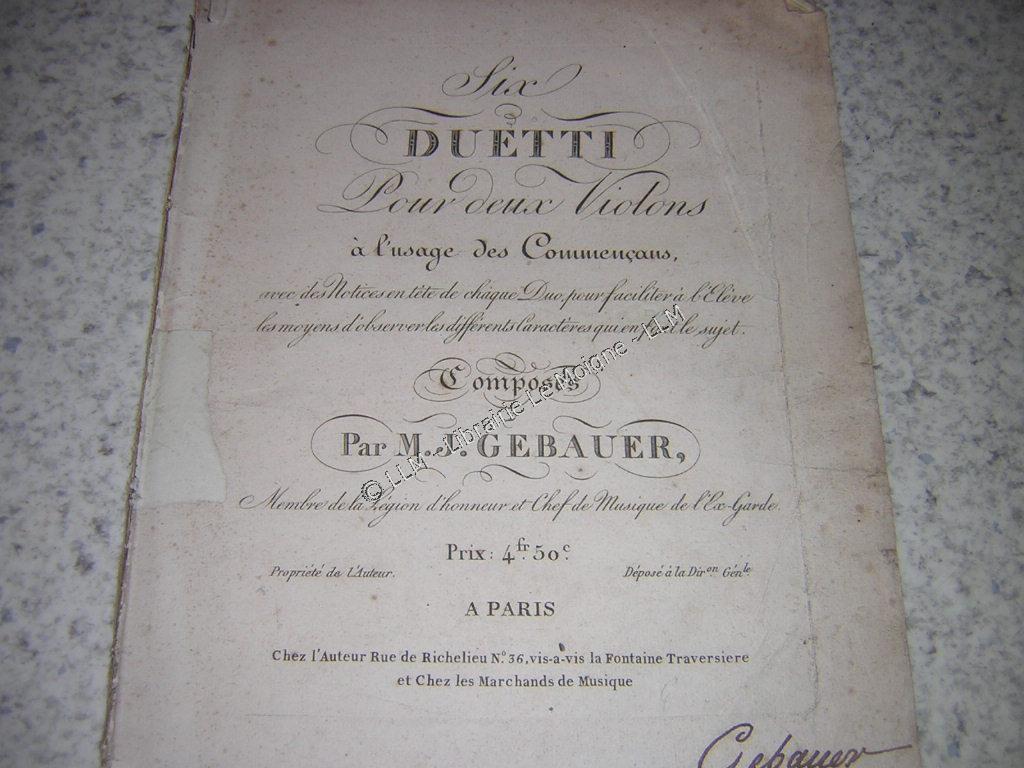 Six
DUETTI
Pour deux Violons
à l'usage des Commençans,
avec des Notices en tête de chaque Duo, pour faciliter à l'Elève
les moyens d'observer les différents Caractères qui en le sujet.
Composés
Par M. J. GEBAUER,
Membre de la Légion d'honneur et Chef de Musique de l'Ex-Garde.
Prix: 4fr. 50c.
Propriété de l'Auteur.
Déposé à la Dir.on Gén.le
A PARIS
Chez l'Auteur Rue de Richelieu N.o 36, vis-a-vis la Fontaine Traversiere
et Chez les Marchands de Musique
Gebauer
© LLM - Librairie Le Moigne - LLM